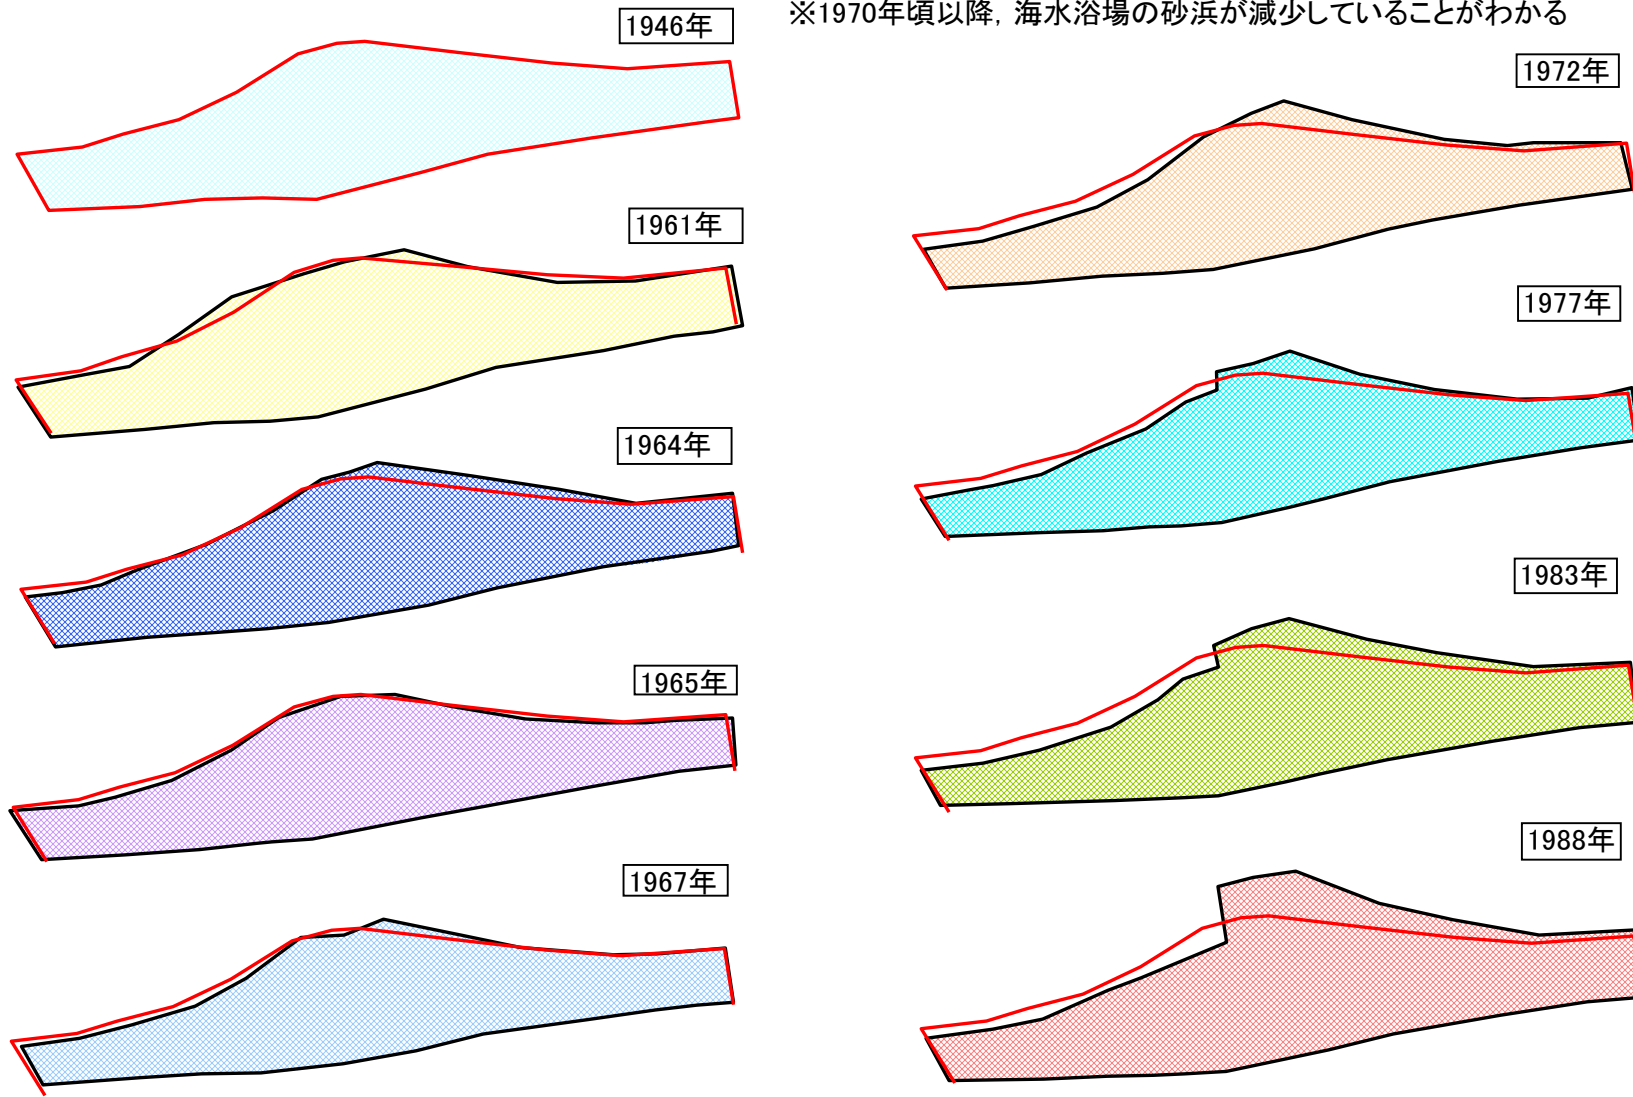 ※1970年頃以降，海水浴場の砂浜が減少していることがわかる
1946年
1961年
1964年
1965年
1967年
1972年
1977年
1983年
1988年